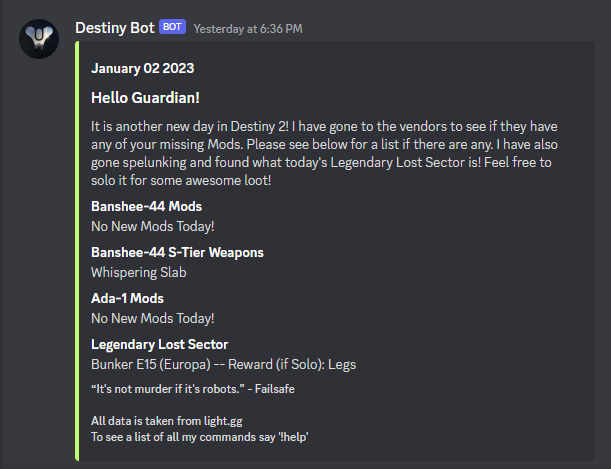 Destiny Bot BOT Yesterday at 6:36 PM
January 02 2023
Hello Guardian!
It is another new day in Destiny 2! I have gone to the vendors to see if they have
any of your missing Mods. Please see below for a list if there are any. I have also
gone spelunking and found what today's Legendary Lost Sector is! Feel free to
solo it for some awesome loot!
Banshee-44 Mods
No New Mods Today!
Banshee-44 S-Tier Weapons
Whispering Slab
Ada-1 Mods
No New Mods Today!
Legendary Lost Sector
Bunker E15 (Europa) -- Reward (if Solo): Legs
“It's not murder if it's robots.” - Failsafe
All data is taken from light.gg
To see a list of all my commands say '!help'